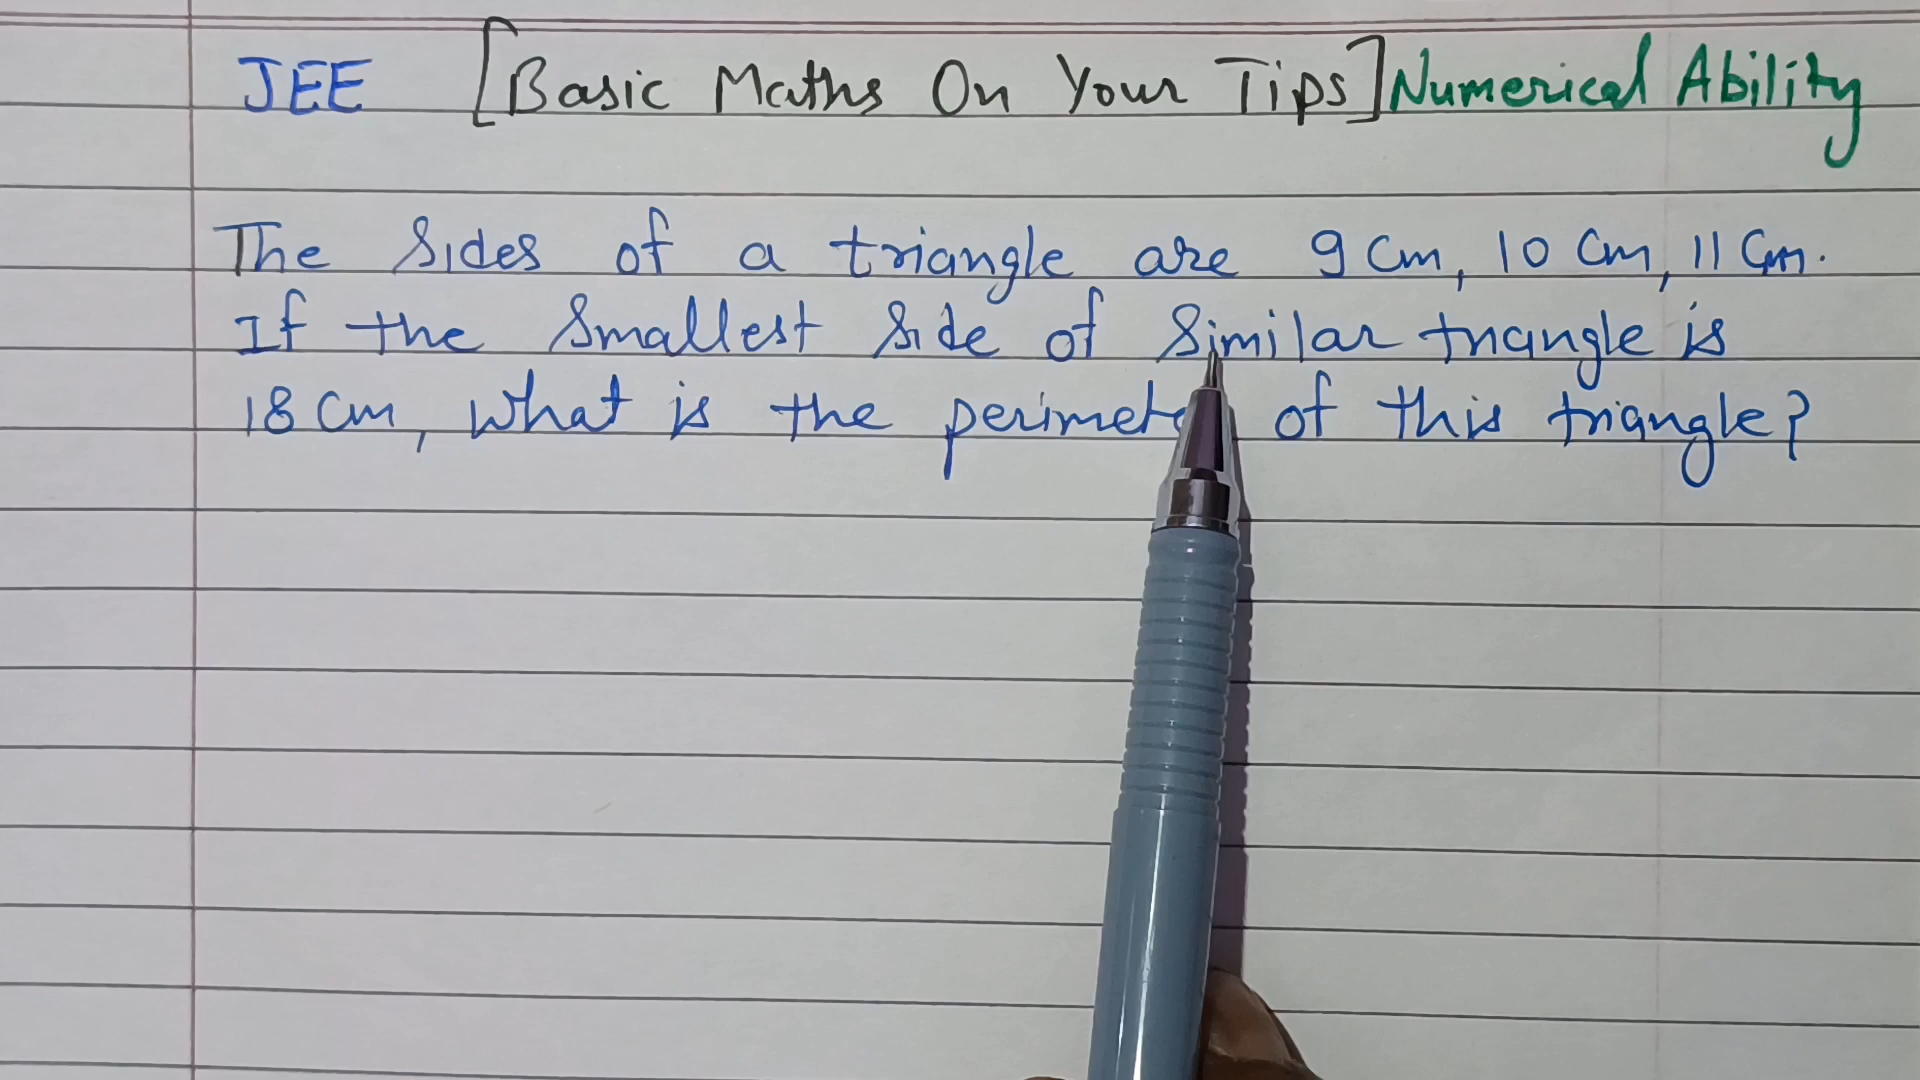 JEE [Basic Maths On Your Tips] Numerical Ability
The Sides of a triangle are 9 Cm, 10 Cm, 11 Cm.
If the Smallest Side of Similar triangle is
18 Cm, What is the perimeter of this triangle?